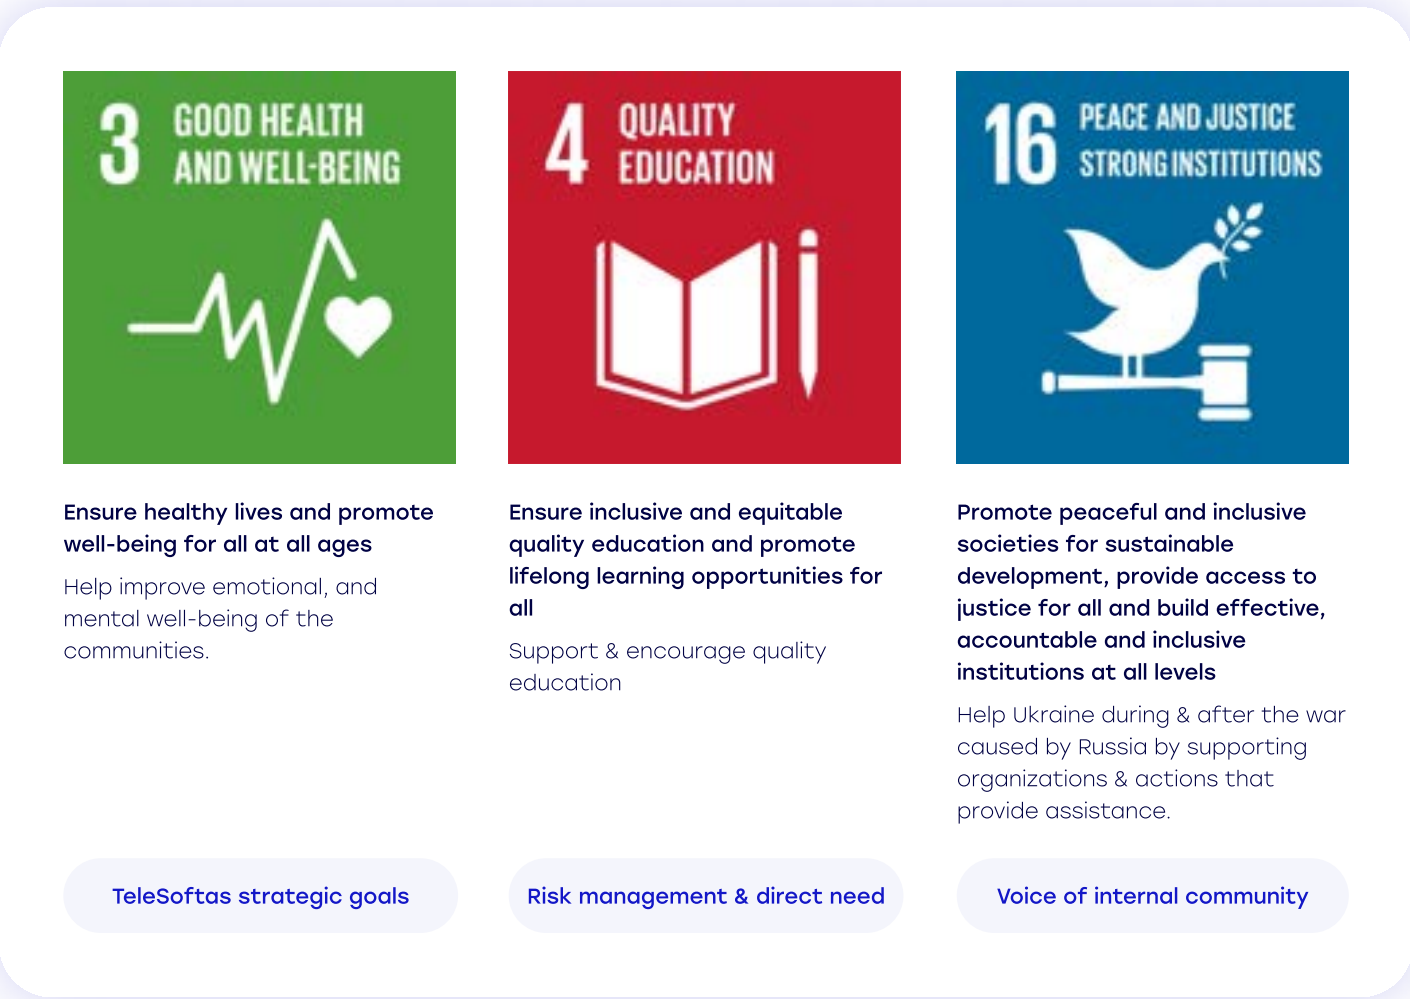 3
GOOD HEALTH
AND WELL-BEING
Ensure healthy lives and promote
well-being for all at all ages
Help improve emotional, and
mental well-being of the
communities.
TeleSoftas strategic goals
4
QUALITY
EDUCATION
Ensure inclusive and equitable
quality education and promote
lifelong learning opportunities for
all
Support & encourage quality
education
Risk management & direct need
16
PEACE AND JUSTICE
STRONG INSTITUTIONS
Promote peaceful and inclusive
societies for sustainable
development, provide access to
justice for all and build effective,
accountable and inclusive
institutions at all levels
Help Ukraine during & after the war
caused by Russia by supporting
organizations & actions that
provide assistance.
Voice of internal community